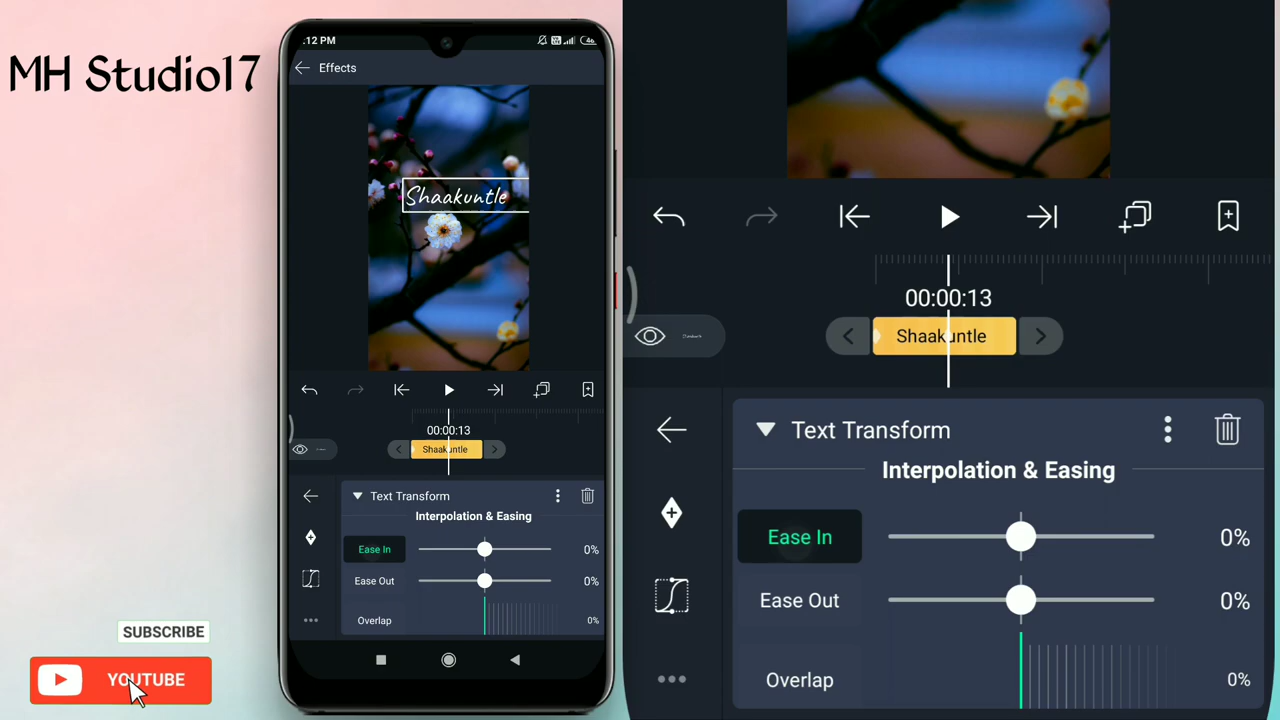 MH Studio17
SUBSCRIBE
YOUTUBE
:12 PM
Effects
Shaakuntle
00:00:13
Shaakuntle
Text Transform
Interpolation & Easing
Ease In
0%
Ease Out
0%
Overlap
0%
00:00:13
Shaakuntle
Text Transform
Interpolation & Easing
Ease In
0%
Ease Out
0%
Overlap
0%